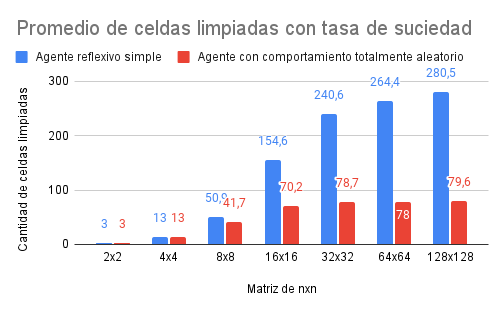 Promedio de celdas limpiadas con tasa de suciedad
Agente reflexivo simple
Agente con comportamiento totalmente aleatorio
Cantidad de celdas limpiadas
300
200
100
0
3
3
13
13
50,9
41,7
154,6
70,2
240,6
78,7
264,4
78
280,5
79,6
2x2
4x4
8x8
16x16
32x32
64x64
128x128
Matriz de nxn